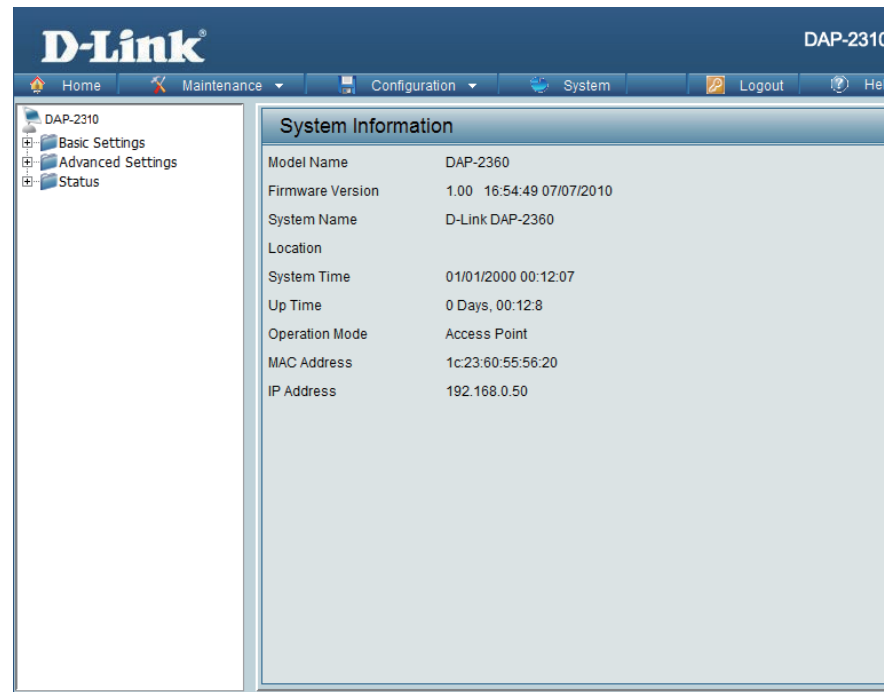 D-Link®
DAP-2310
Home Maintenance Configuration System Logout Hel
DAP-2310
Basic Settings
Advanced Settings
Status
System Information
Model Name DAP-2360
Firmware Version 1.00 16:54:49 07/07/2010
System Name D-Link DAP-2360
Location
System Time 01/01/2000 00:12:07
Up Time 0 Days, 00:12:8
Operation Mode Access Point
MAC Address 1c:23:60:55:56:20
IP Address 192.168.0.50